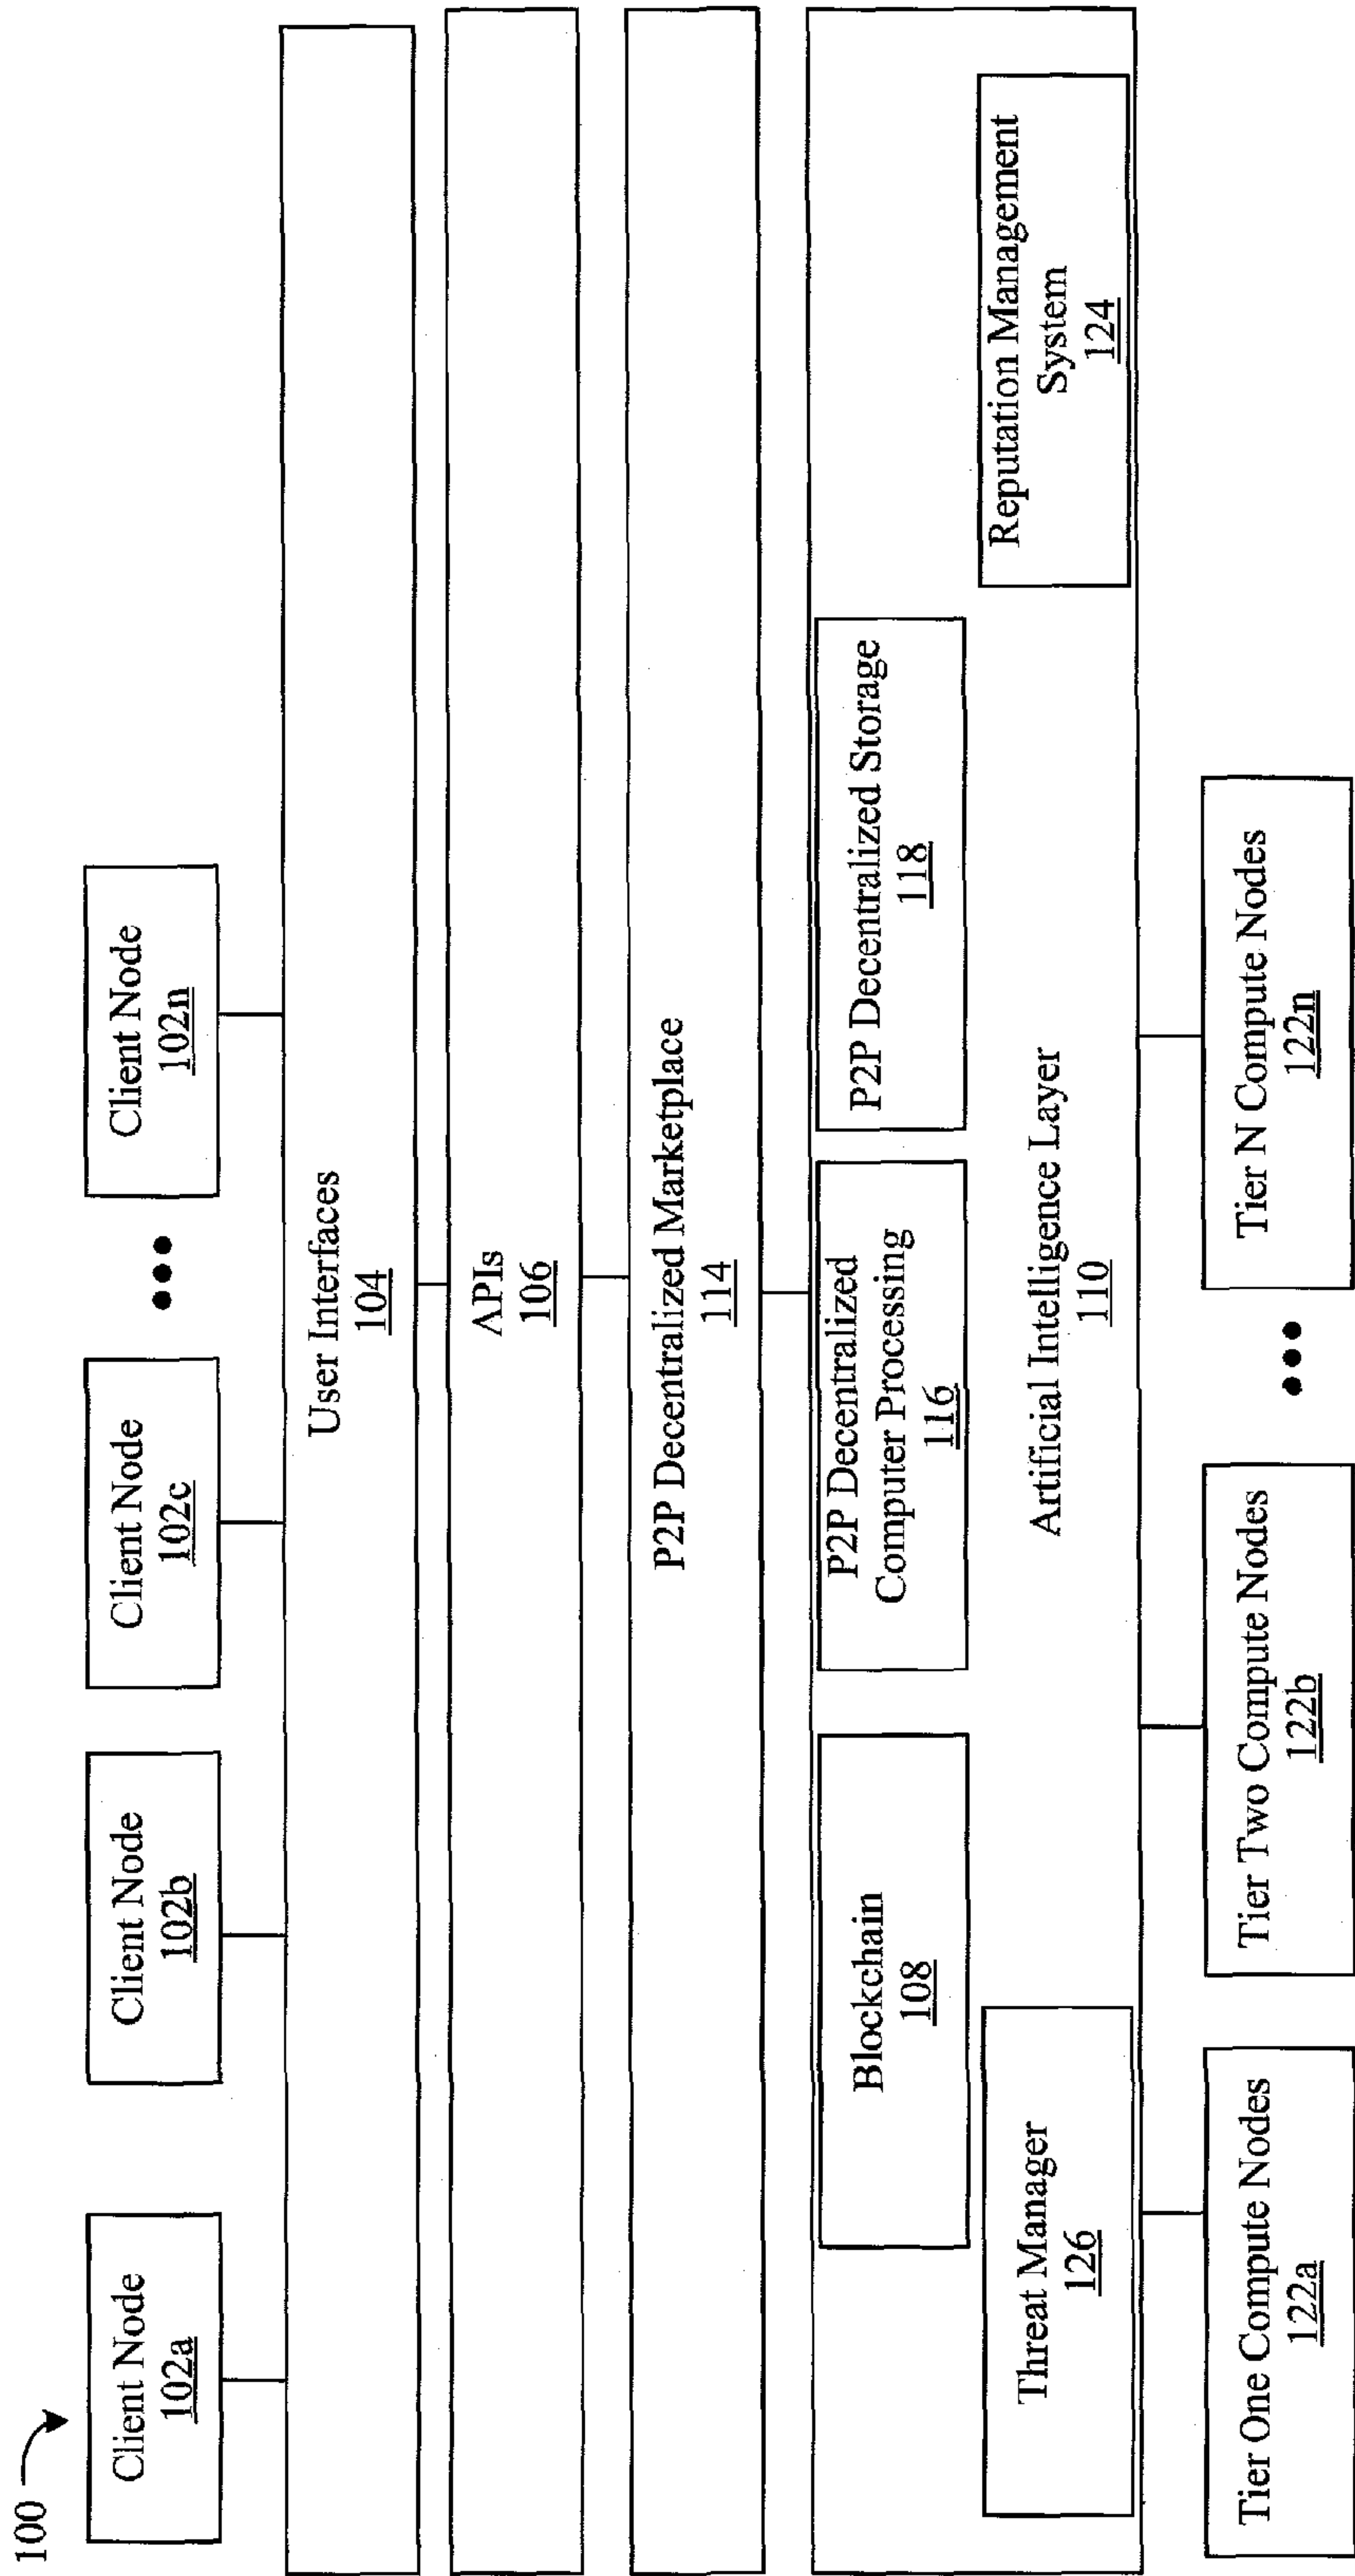 100
Client Node
102a
Client Node
102b
Client Node
102c
•••
Client Node
102n
User Interfaces
104
APIs
106
P2P Decentralized Marketplace
114
Blockchain
108
P2P Decentralized
Computer Processing
116
P2P Decentralized Storage
118
Threat Manager
126
Artificial Intelligence Layer
110
Reputation Management
System
124
Tier One Compute Nodes
122a
Tier Two Compute Nodes
122b
•••
Tier N Compute Nodes
122n